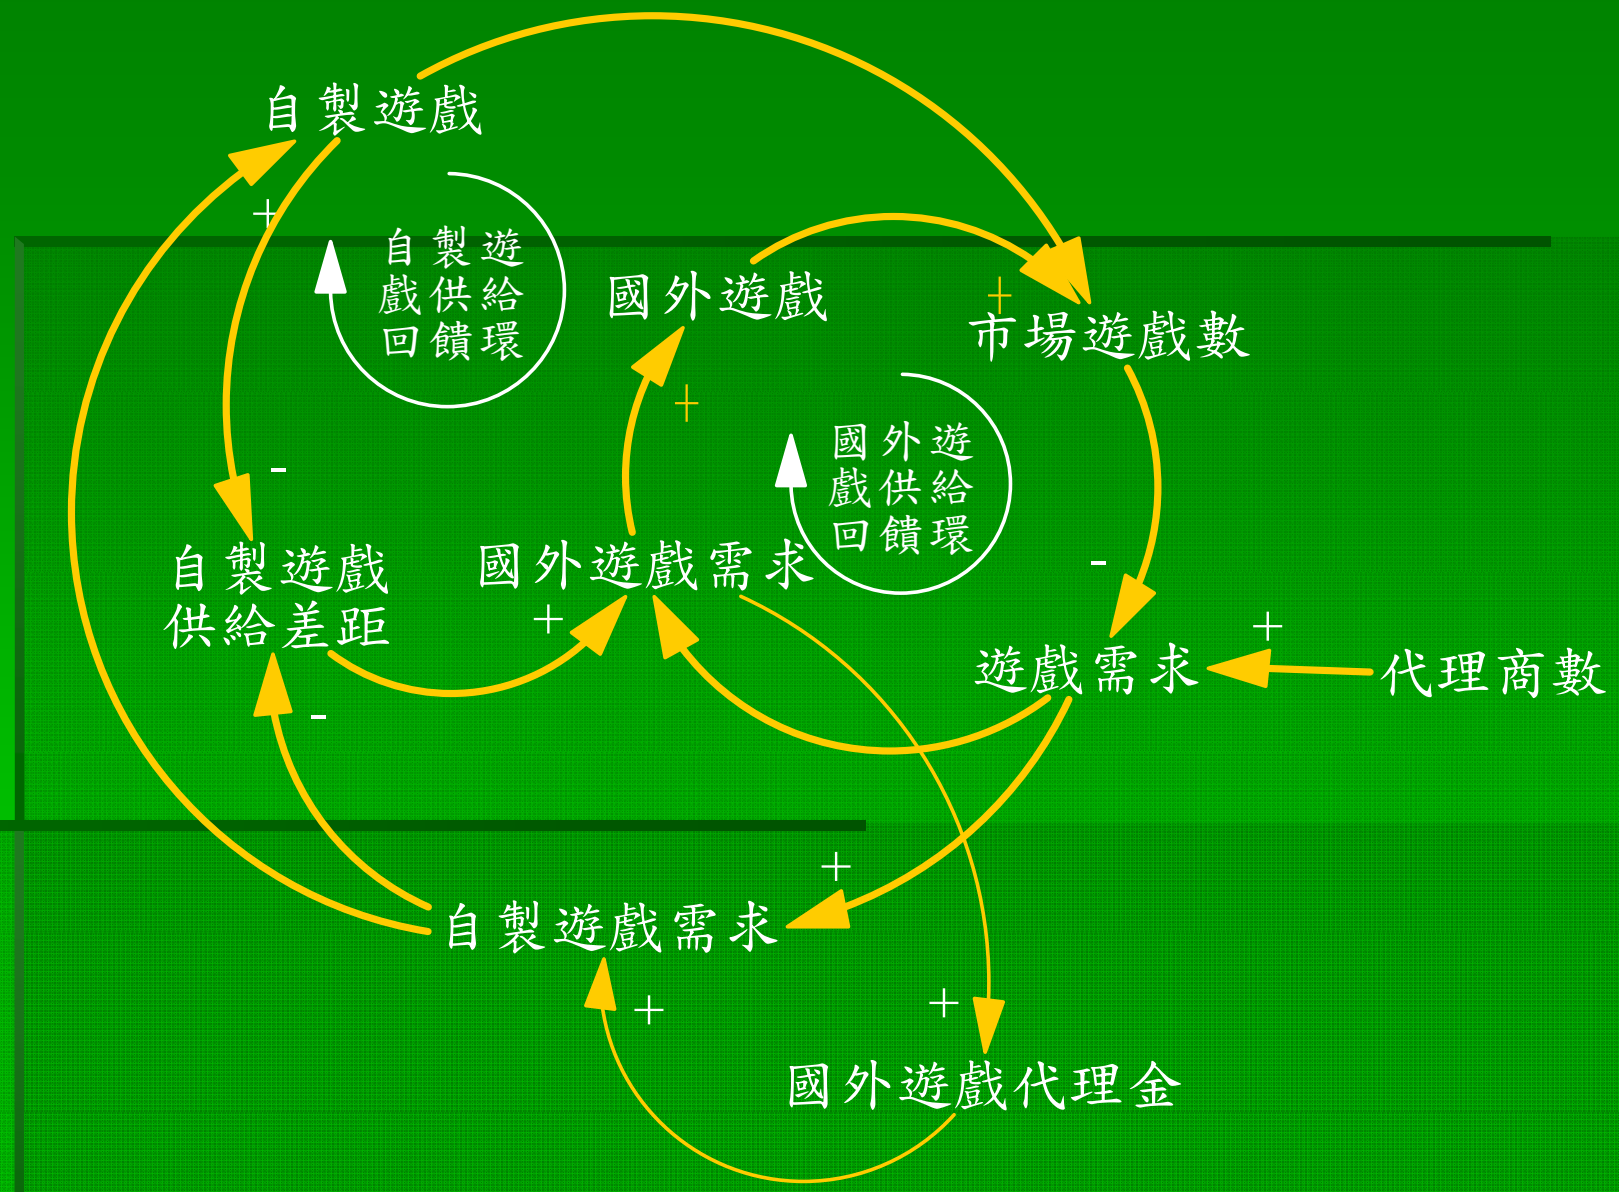 自製遊戲
+
自製遊
戲供給
回饋環
國外遊戲
+
市場遊戲數
+
國外遊
戲供給
回饋環
-
-
自製遊戲
供給差距
國外遊戲需求
+
+
遊戲需求
代理商數
-
+
自製遊戲需求
+
+
國外遊戲代理金